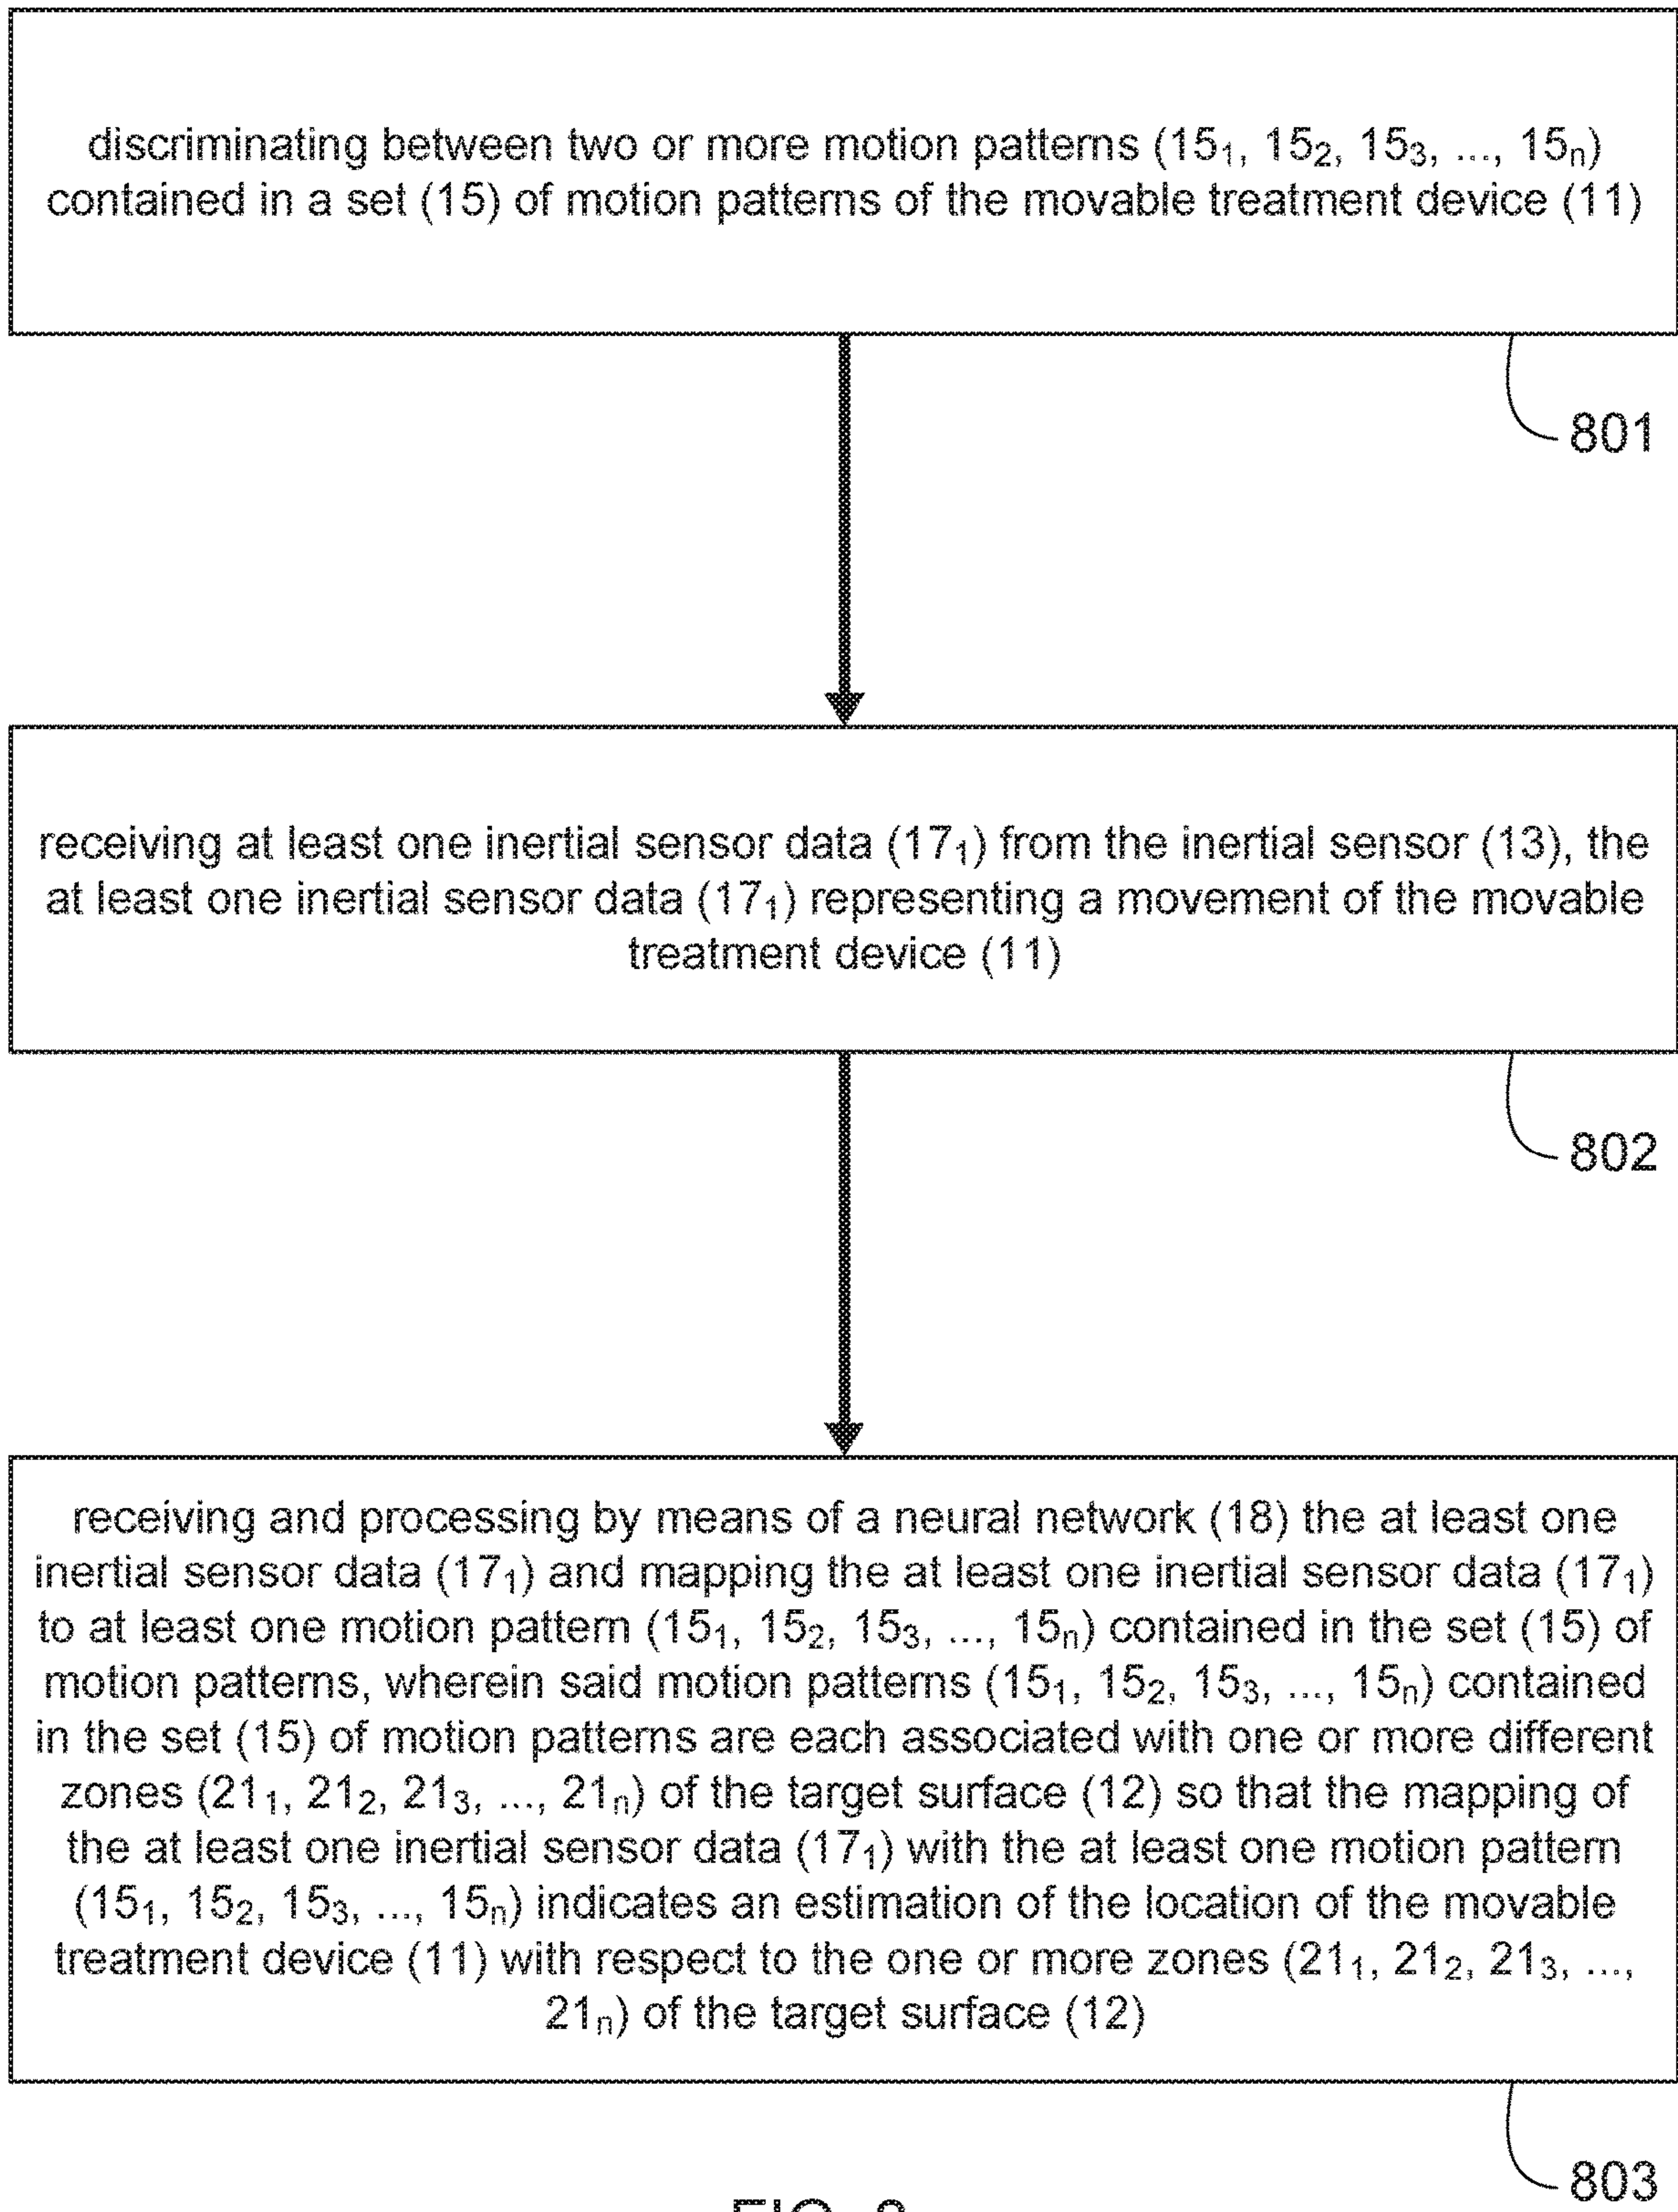 discriminating between two or more motion patterns (15₁, 15₂, 15₃, ..., 15ₙ)
contained in a set (15) of motion patterns of the movable treatment device (11)
801
receiving at least one inertial sensor data (17₁) from the inertial sensor (13), the
at least one inertial sensor data (17₁) representing a movement of the movable
treatment device (11)
802
receiving and processing by means of a neural network (18) the at least one
inertial sensor data (17₁) and mapping the at least one inertial sensor data (17₁)
to at least one motion pattern (15₁, 15₂, 15₃, ..., 15ₙ) contained in the set (15) of
motion patterns, wherein said motion patterns (15₁, 15₂, 15₃, ..., 15ₙ) contained
in the set (15) of motion patterns are each associated with one or more different
zones (21₁, 21₂, 21₃, ..., 21ₙ) of the target surface (12) so that the mapping of
the at least one inertial sensor data (17₁) with the at least one motion pattern
(15₁, 15₂, 15₃, ..., 15ₙ) indicates an estimation of the location of the movable
treatment device (11) with respect to the one or more zones (21₁, 21₂, 21₃, ...,
21ₙ) of the target surface (12)
803
FIG.